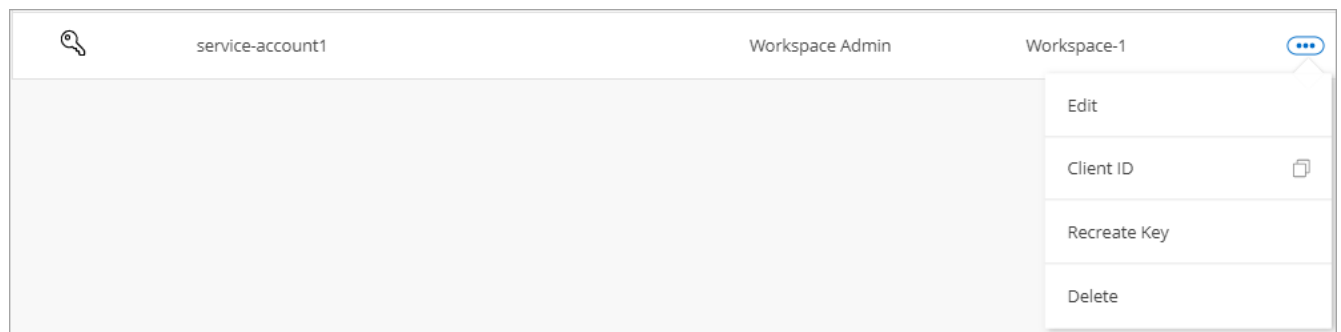 service-account1 Workspace Admin Workspace-1
Edit
Client ID
Recreate Key
Delete